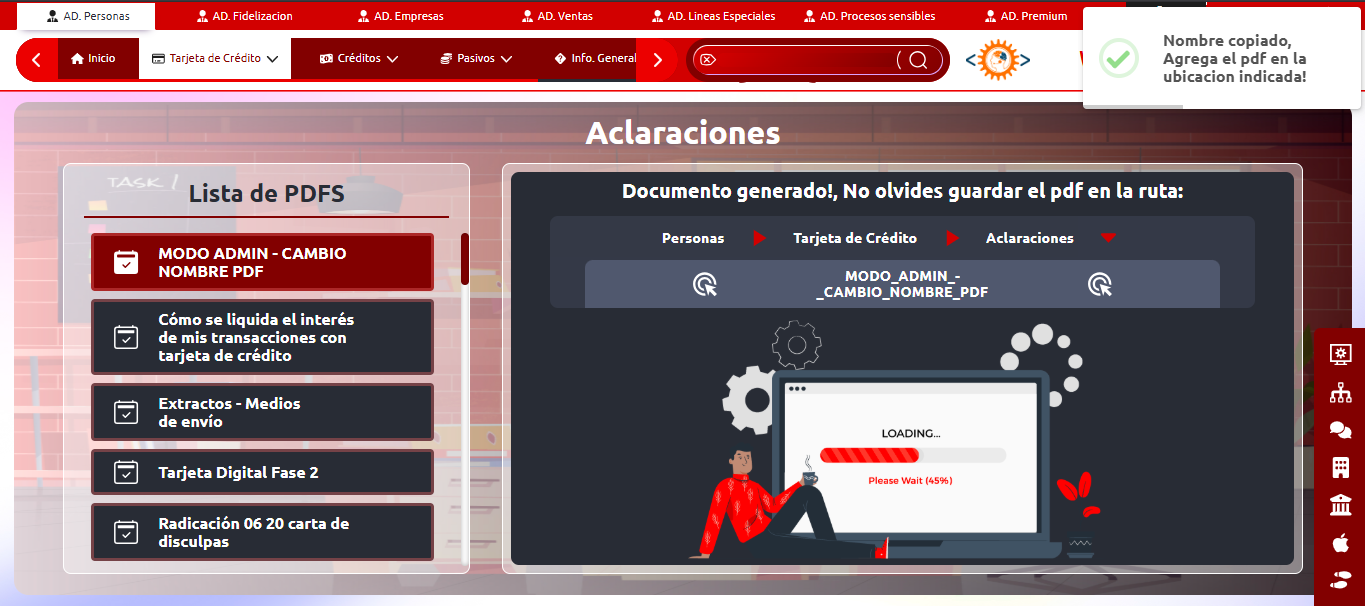 AD. Personas
AD. Fidelizacion
AD. Empresas
AD. Ventas
AD. Lineas Especiales
AD. Procesos sensibles
AD. Premium
Inicio
Tarjeta de Crédito
Créditos
Pasivos
Info. General
Nombre copiado,
Agrega el pdf en la
ubicacion indicada!
Aclaraciones
TASK 1
Lista de PDFS
MODO ADMIN - CAMBIO
NOMBRE PDF
Cómo se liquida el interés
de mis transacciones con
tarjeta de crédito
Extractos - Medios
de envío
Tarjeta Digital Fase 2
Radicación 06 20 carta de
disculpas
Documento generado!, No olvides guardar el pdf en la ruta:
Personas
Tarjeta de Crédito
Aclaraciones
MODO_ADMIN_-
_CAMBIO_NOMBRE_PDF
LOADING...
Please Wait (45%)